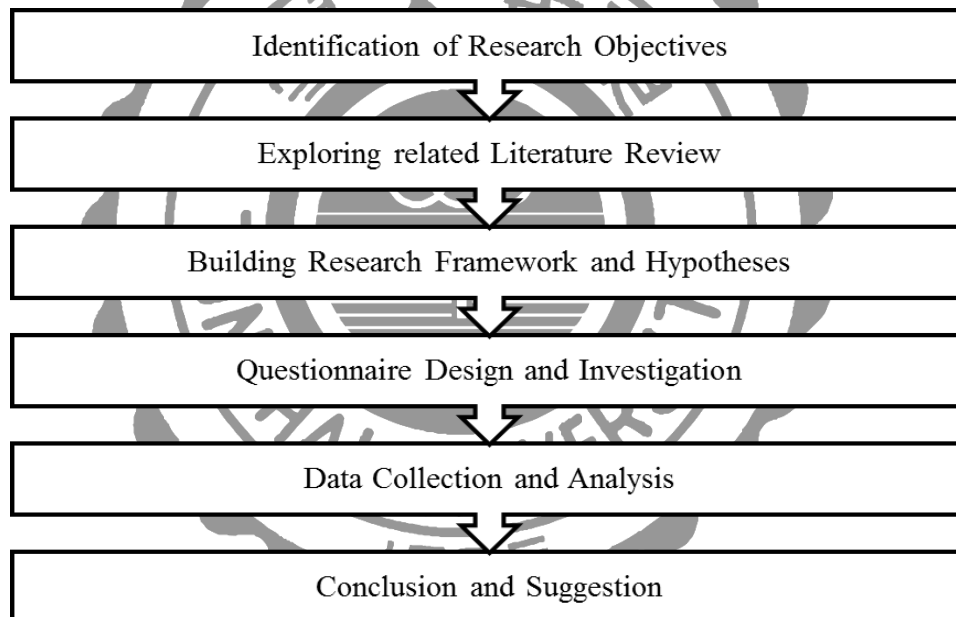 Identification of Research Objectives
Exploring related Literature Review
Building Research Framework and Hypotheses
Questionnaire Design and Investigation
Data Collection and Analysis
Conclusion and Suggestion